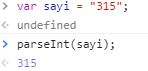 > var sayi = "315";
< undefined
> parseInt(sayi);
< 315